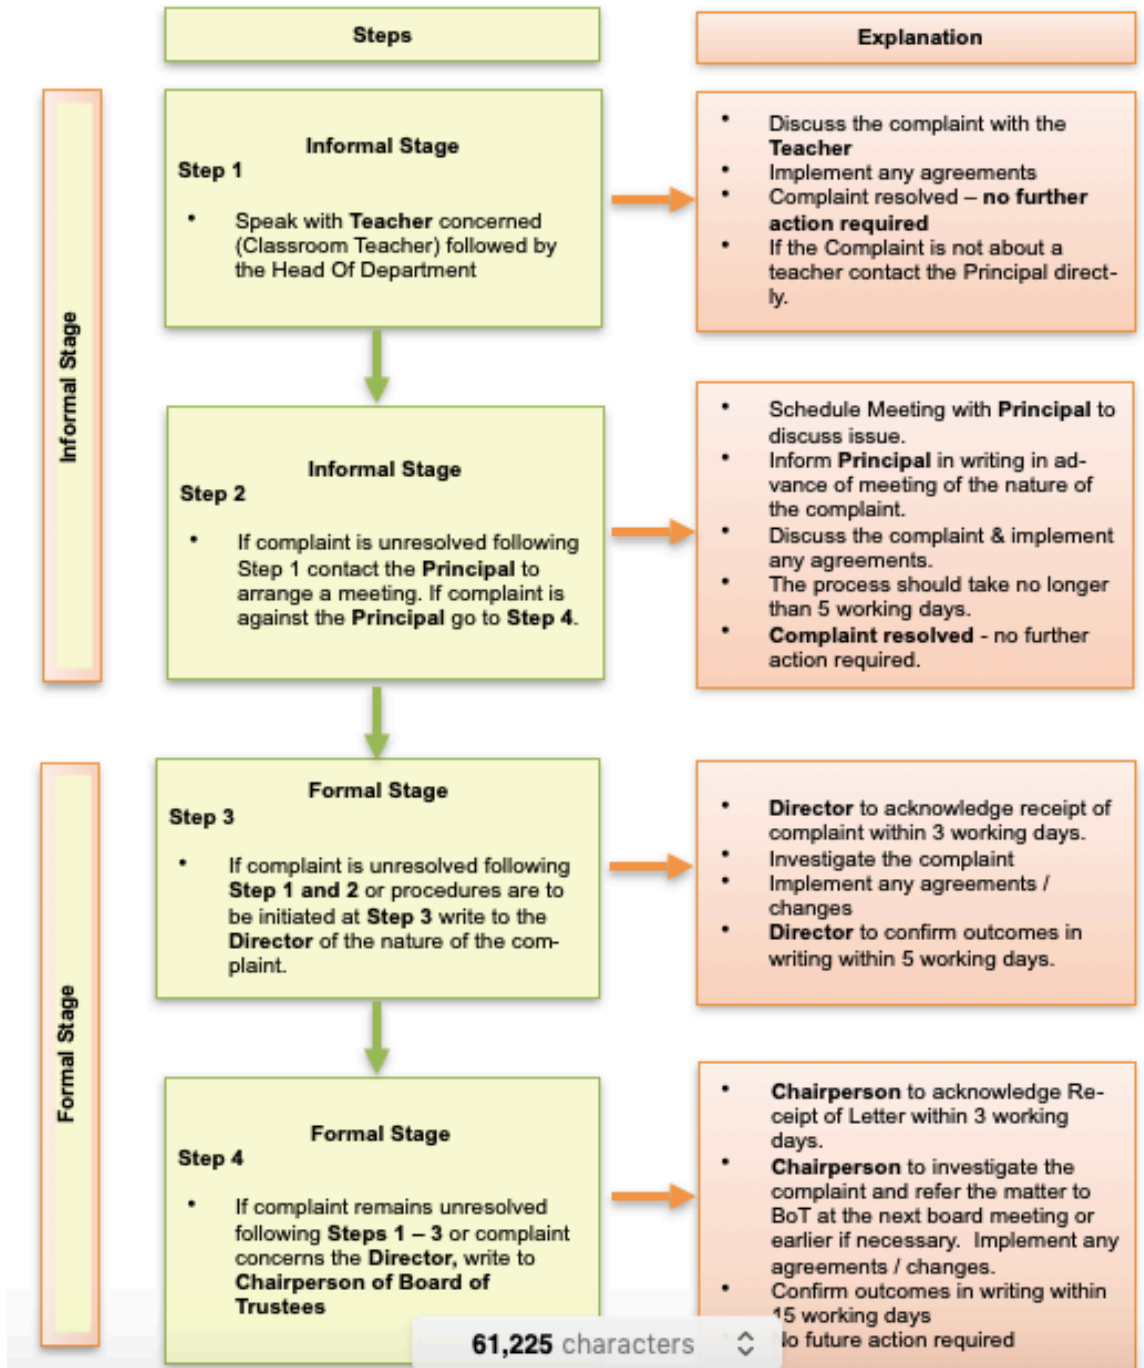 Steps
Explanation
Informal Stage
Informal Stage
Step 1
• Speak with Teacher concerned
(Classroom Teacher) followed by
the Head Of Department
• Discuss the complaint with the
Teacher
• Implement any agreements
• Complaint resolved – no further
action required
• If the Complaint is not about a
teacher contact the Principal direct-
ly.
Informal Stage
Step 2
• If complaint is unresolved following
Step 1 contact the Principal to
arrange a meeting. If complaint is
against the Principal go to Step 4.
• Schedule Meeting with Principal to
discuss issue.
• Inform Principal in writing in ad-
vance of meeting of the nature of
the complaint.
• Discuss the complaint & implement
any agreements.
• The process should take no longer
than 5 working days.
• Complaint resolved - no further
action required.
Formal Stage
Formal Stage
Step 3
• If complaint is unresolved following
Step 1 and 2 or procedures are to
be initiated at Step 3 write to the
Director of the nature of the com-
plaint.
• Director to acknowledge receipt of
complaint within 3 working days.
• Investigate the complaint
• Implement any agreements /
changes
• Director to confirm outcomes in
writing within 5 working days.
Formal Stage
Step 4
• If complaint remains unresolved
following Steps 1 – 3 or complaint
concerns the Director, write to
Chairperson of Board of
Trustees
• Chairperson to acknowledge Re-
ceipt of Letter within 3 working
days.
• Chairperson to investigate the
complaint and refer the matter to
BoT at the next board meeting or
earlier if necessary. Implement any
agreements / changes.
• Confirm outcomes in writing within
15 working days
No future action required
61,225 characters